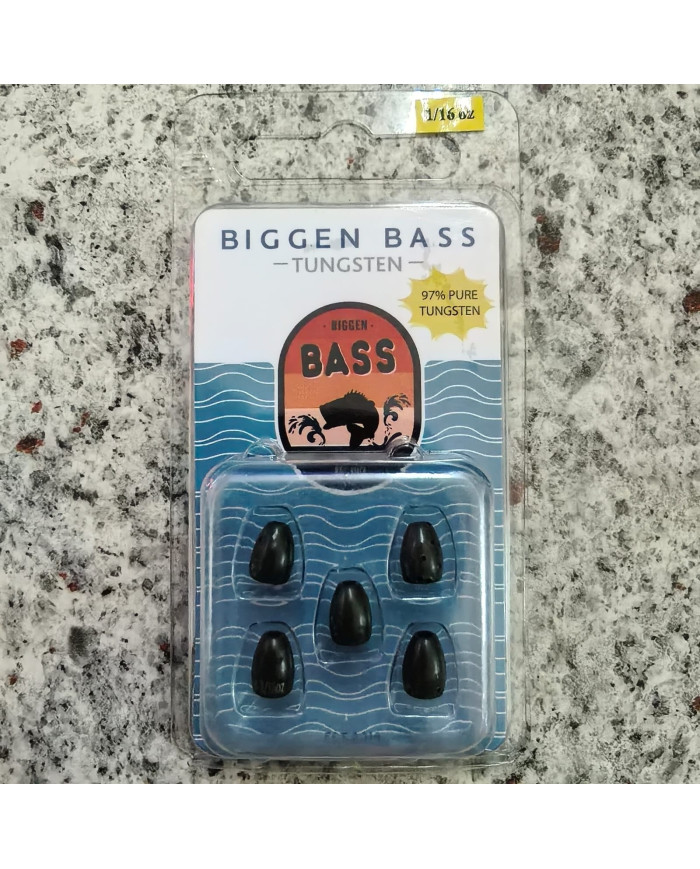 1/16 oz
BIGGEN BASS
–TUNGSTEN–
97% PURE
TUNGSTEN
· BIGGEN ·
BASS